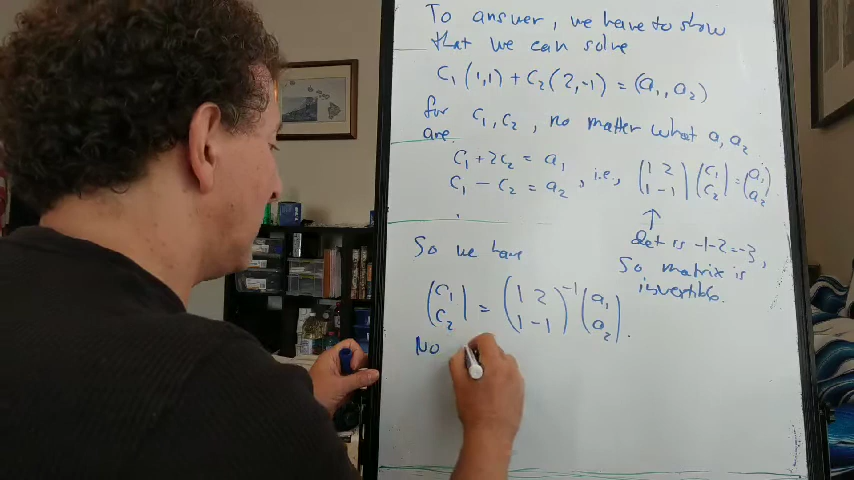 To answer, we have to show
that we can solve
C₁(1,1) + C₂(2,-1) = (a₁, a₂)
for C₁, C₂, no matter what a₁ a₂
are.
C₁ + 2C₂ = a₁
C₁ - C₂ = a₂, i.e., (1 2 / 1 -1)(C₁ / C₂) = (a₁ / a₂)
↑
det is -1-2=-3,
So matrix is
invertible.
So we have
(C₁ / C₂) = (1 2 / 1 -1)⁻¹ (a₁ / a₂).
No